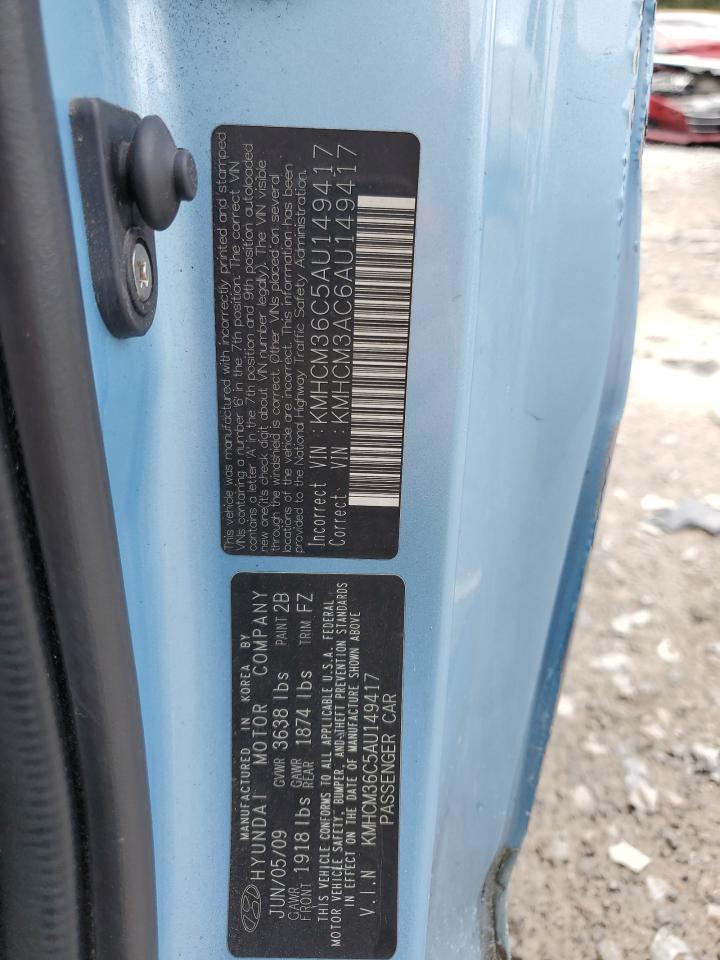 This vehicle was manufactured with incorrectly printed and stamped
VINs containing a number '6' in the 7th position. The correct VIN
contains a letter 'A' in the 7th position and 9th position autoloaded
new one(its check digit about VIN number legally). The VIN visible
through the windshield is correct. Other VINs placed on several
locations of the vehicle are incorrect. This information has been
provided to the National Highway Traffic Safety Administration.
Incorrect VIN :KMHCM36C5AU149417
Correct VIN :KMHCM3AC6AU149417
MANUFACTURED IN KOREA BY
HYUNDAI MOTOR COMPANY
JUN/05/09 GVWR 3638 lbs PAINT 2B
GAWR FRONT 1918 lbs GAWR REAR 1874 lbs TRIM FZ
THIS VEHICLE CONFORMS TO ALL APPLICABLE U.S.A. FEDERAL
MOTOR VEHICLE SAFETY, BUMPER, AND THEFT PREVENTION STANDARDS
IN EFFECT ON THE DATE OF MANUFACTURE SHOWN ABOVE
V.I.N KMHCM36C5AU149417
PASSENGER CAR